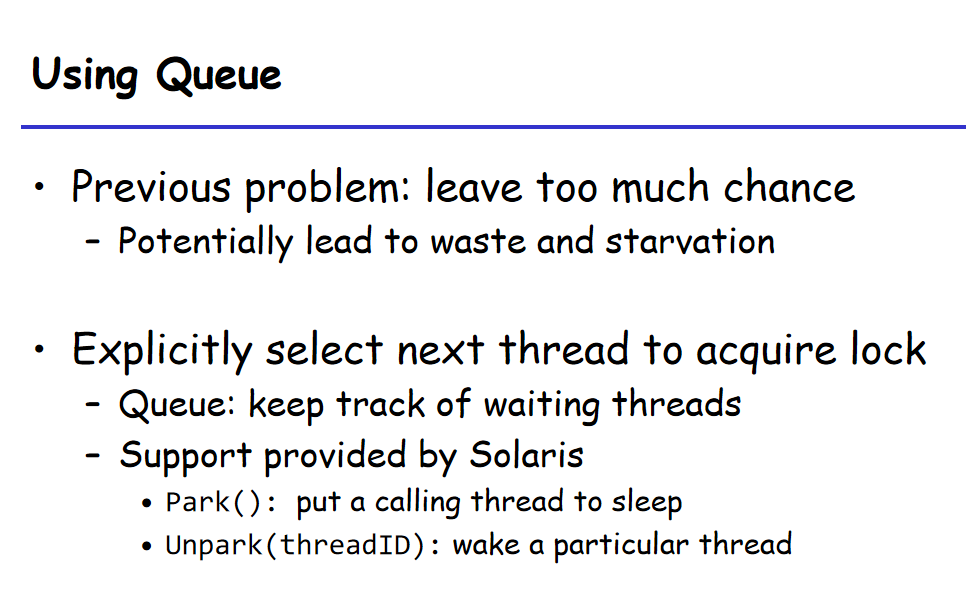 Using Queue
• Previous problem: leave too much chance
– Potentially lead to waste and starvation
• Explicitly select next thread to acquire lock
– Queue: keep track of waiting threads
– Support provided by Solaris
• Park(): put a calling thread to sleep
• Unpark(threadID): wake a particular thread